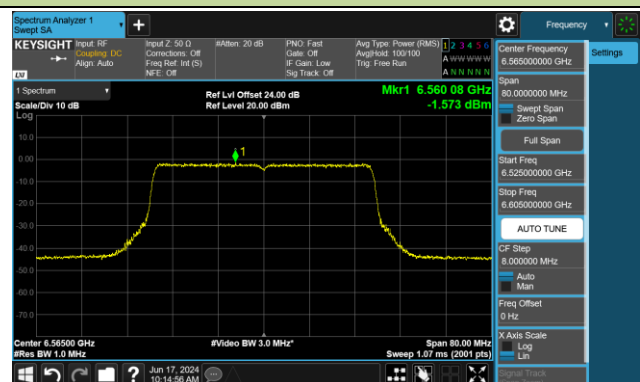 Spectrum Analyzer 1
Swept SA
Frequency
KEYSIGHT
Input: RF
Coupling: DC
Align: Auto
Input Z: 50 Ω
Corrections: Off
Freq Ref: Int (S)
NFE: Off
#Atten: 20 dB
PNO: Fast
Gate: Off
IF Gain: Low
Sig Track: Off
Avg Type: Power (RMS)
Avg|Hold: 100/100
Trig: Free Run
1 2 3 4 5 6
A W W W W W
A N N N N N
LXI
1 Spectrum
Scale/Div 10 dB
Log
Ref Lvl Offset 24.00 dB
Ref Level 20.00 dBm
Mkr1 6.560 08 GHz
-1.573 dBm
10.0
0.00
-10.0
-20.0
-30.0
-40.0
-50.0
-60.0
-70.0
1
Center 6.56500 GHz
#Res BW 1.0 MHz
#Video BW 3.0 MHz*
Span 80.00 MHz
Sweep 1.07 ms (2001 pts)
Jun 17, 2024
10:14:56 AM
Center Frequency
6.565000000 GHz
Span
80.0000000 MHz
Swept Span
Zero Span
Full Span
Start Freq
6.525000000 GHz
Stop Freq
6.605000000 GHz
AUTO TUNE
CF Step
8.000000 MHz
Auto
Man
Freq Offset
0 Hz
X Axis Scale
Log
Lin
Signal Track
Settings